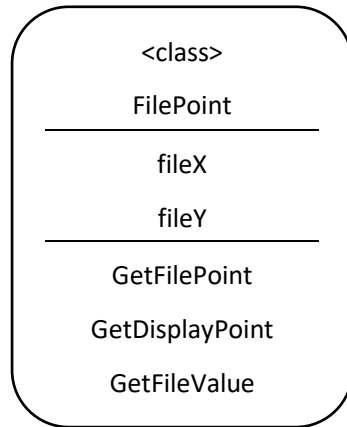 <class>
FilePoint
fileX
fileY
GetFilePoint
GetDisplayPoint
GetFileValue